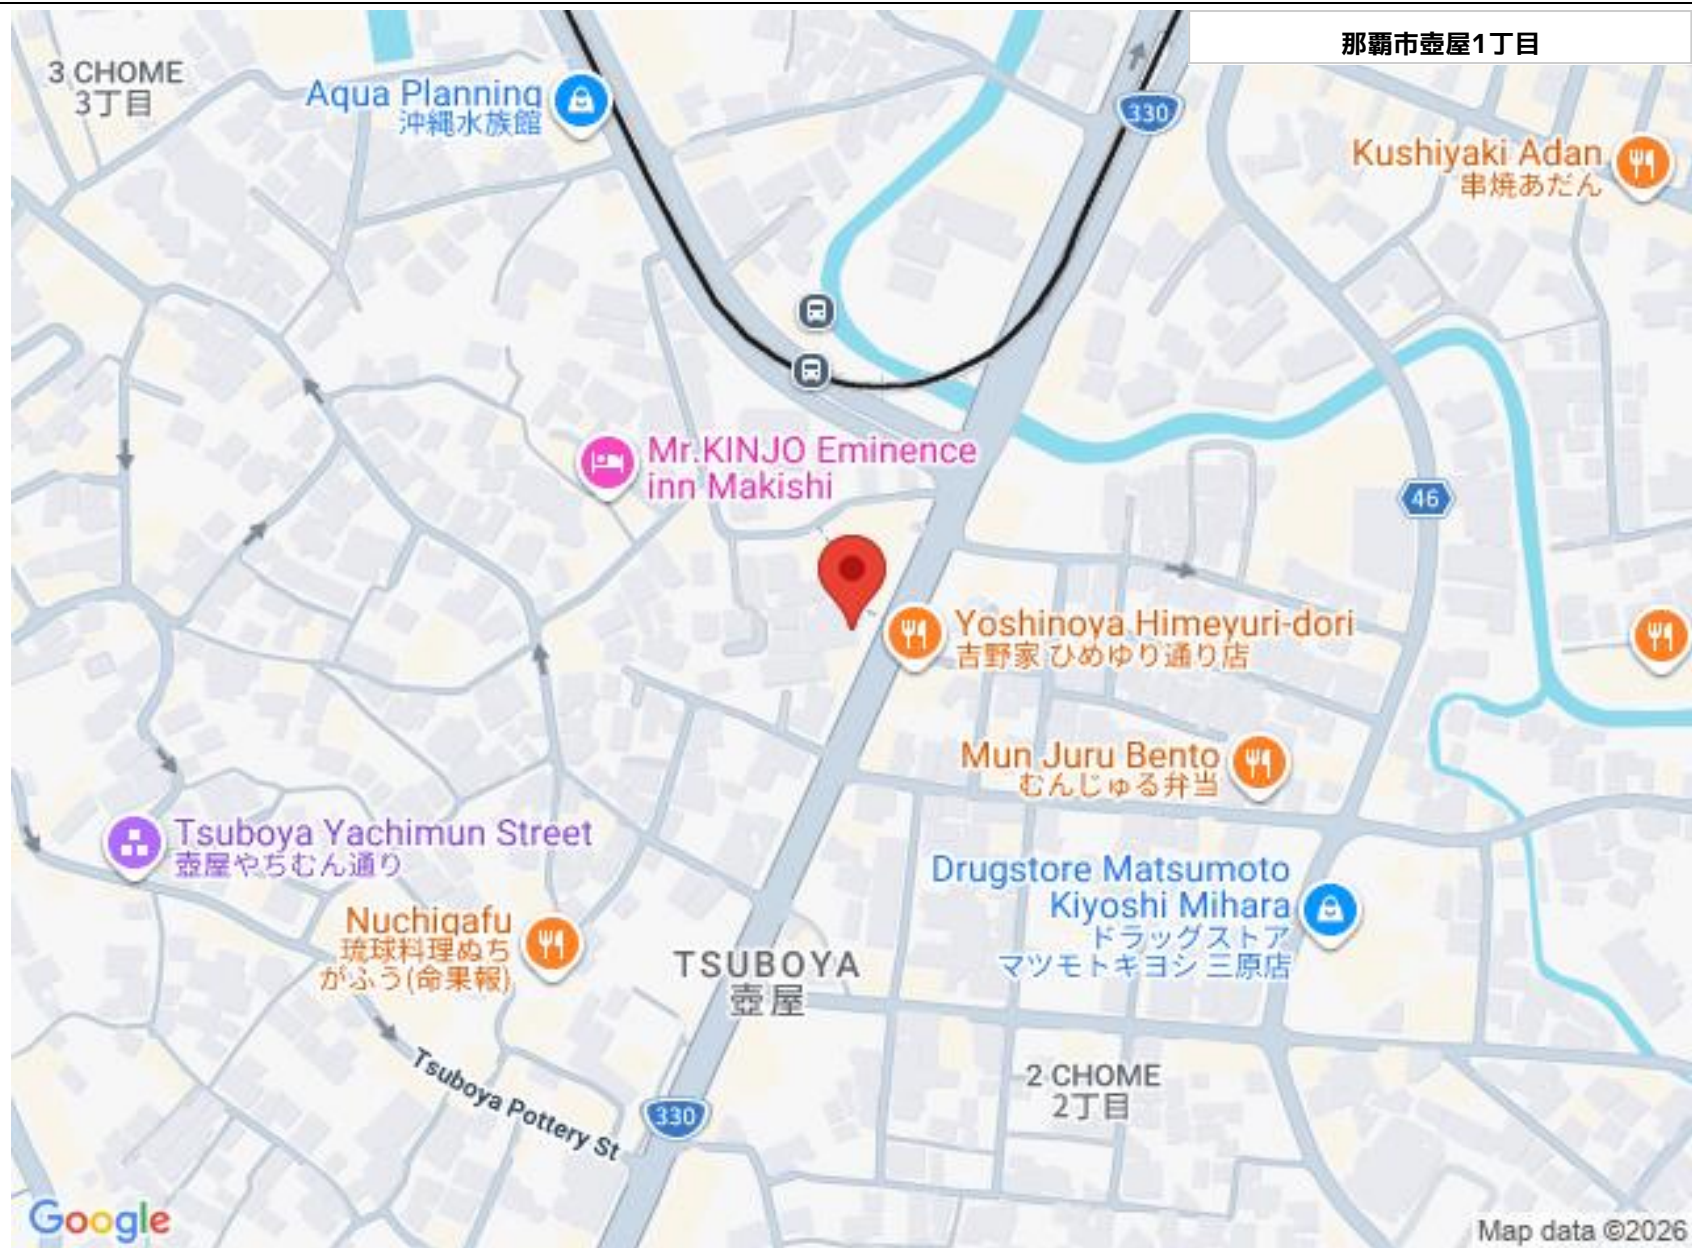 那覇市壺屋1丁目
3 CHOME
3丁目
Aqua Planning
沖縄水族館
330
Kushiyaki Adan
串焼あだん
Mr.KINJO Eminence
inn Makishi
46
Yoshinoya Himeyuri-dori
吉野家 ひめゆり通り店
Mun Juru Bento
むんじゅる弁当
Tsuboya Yachimun Street
壺屋やちむん通り
Drugstore Matsumoto
Kiyoshi Mihara
ドラッグストア
マツモトキヨシ 三原店
Nuchigafu
琉球料理ぬち
がふう(命果報)
TSUBOYA
壺屋
Tsuboya Pottery St
2 CHOME
2丁目
330
Google
Map data ©2026